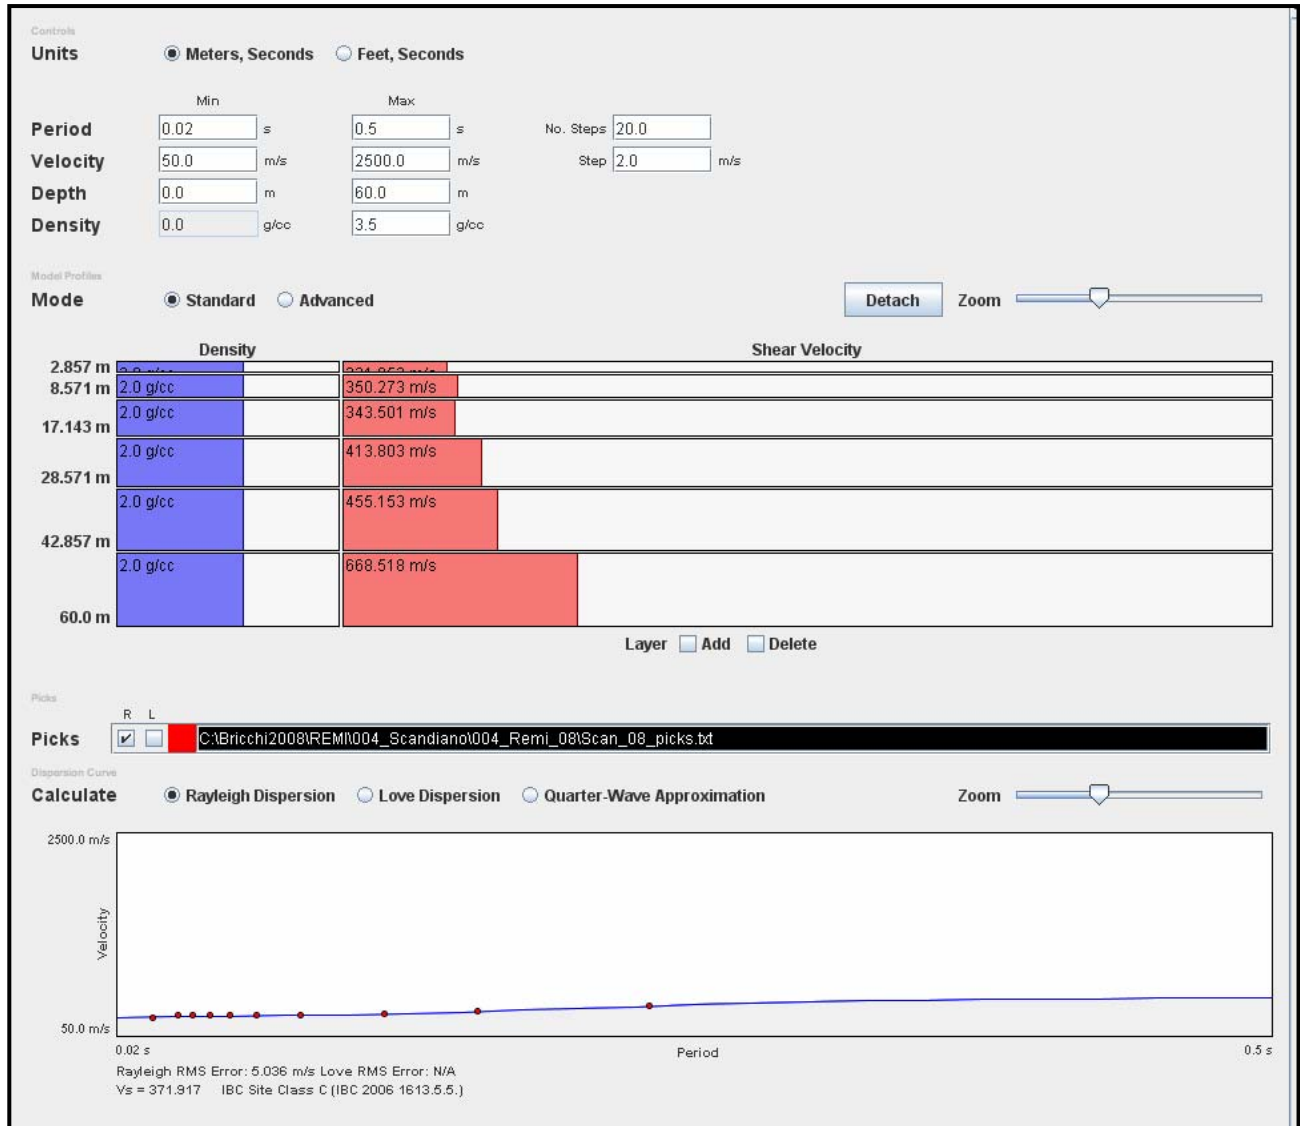 Controls
Units Meters, Seconds Feet, Seconds
Min Max
Period 0.02 s 0.5 s No. Steps 20.0
Velocity 50.0 m/s 2500.0 m/s Step 2.0 m/s
Depth 0.0 m 60.0 m
Density 0.0 g/cc 3.5 g/cc
Model Profiles
Mode Standard Advanced Detach Zoom
Density Shear Velocity
2.857 m
8.571 m 2.0 g/cc 350.273 m/s
2.0 g/cc 343.501 m/s
17.143 m
2.0 g/cc 413.803 m/s
28.571 m
2.0 g/cc 455.153 m/s
42.857 m
2.0 g/cc 668.518 m/s
60.0 m
Layer Add Delete
Picks
R L
Picks C:\Bricchi2008\REMI\004_Scandiano\004_Remi_08\Scan_08_picks.txt
Dispersion Curve
Calculate Rayleigh Dispersion Love Dispersion Quarter-Wave Approximation Zoom
2500.0 m/s
Velocity
50.0 m/s
0.02 s Period 0.5 s
Rayleigh RMS Error: 5.036 m/s Love RMS Error: N/A
Vs = 371.917 IBC Site Class C (IBC 2006 1613.5.5.)